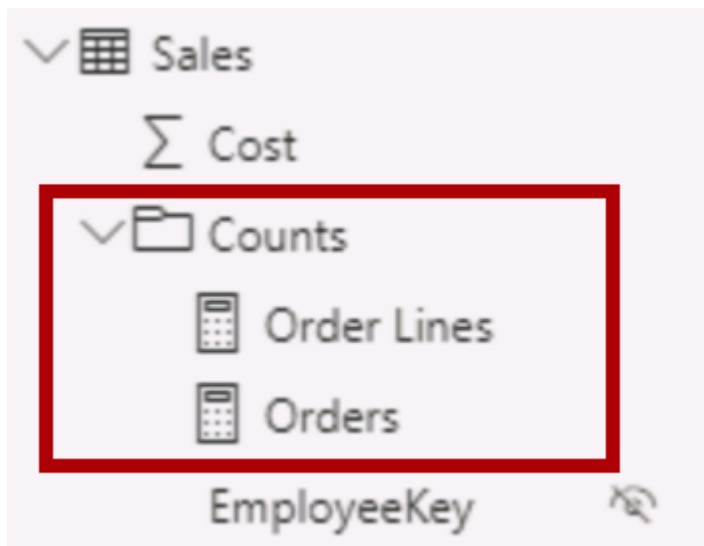 Sales
Cost
Counts
Order Lines
Orders
EmployeeKey